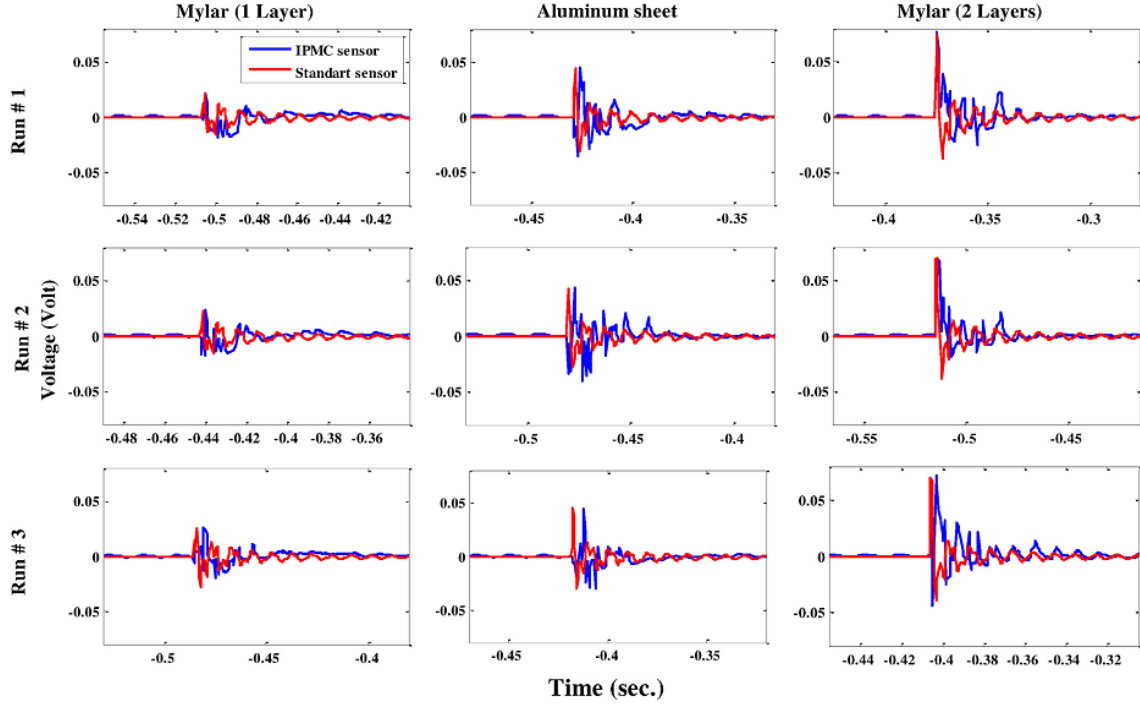 Mylar (1 Layer)
Aluminum sheet
Mylar (2 Layers)
Run # 1
0.05
0
-0.05
IPMC sensor
Standart sensor
-0.54 -0.52 -0.5 -0.48 -0.46 -0.44 -0.42
0.05
0
-0.05
-0.45 -0.4 -0.35
0.05
0
-0.05
-0.4 -0.35 -0.3
Run # 2
Voltage (Volt)
0.05
0
-0.05
-0.48 -0.46 -0.44 -0.42 -0.4 -0.38 -0.36
0.05
0
-0.05
-0.5 -0.45 -0.4
0.05
0
-0.05
-0.55 -0.5 -0.45
Run # 3
0.05
0
-0.05
-0.5 -0.45 -0.4
0.05
0
-0.05
-0.45 -0.4 -0.35
0.05
0
-0.05
-0.44 -0.42 -0.4 -0.38 -0.36 -0.34 -0.32
Time (sec.)